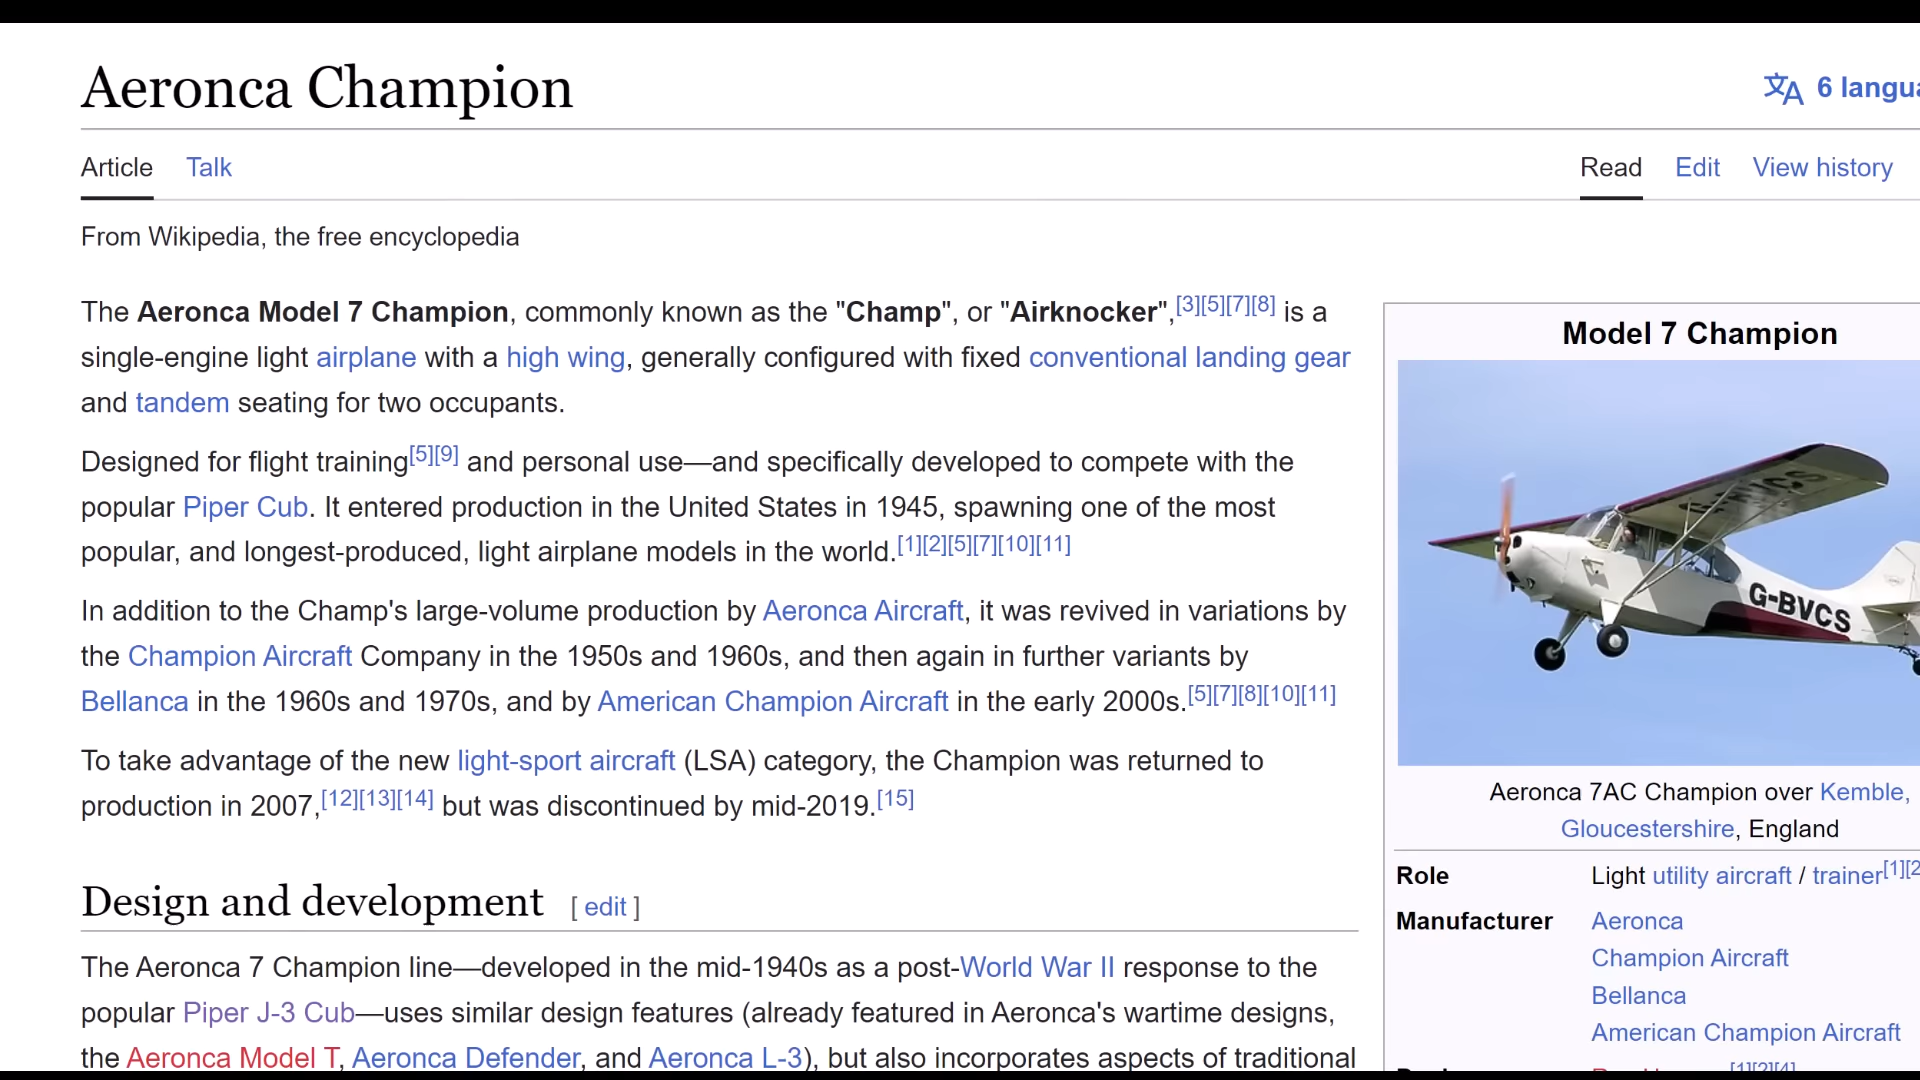 Aeronca Champion
6 langua
Article Talk
Read Edit View history
From Wikipedia, the free encyclopedia
The Aeronca Model 7 Champion, commonly known as the "Champ", or "Airknocker",[3][5][7][8] is a
single-engine light airplane with a high wing, generally configured with fixed conventional landing gear
and tandem seating for two occupants.
Designed for flight training[5][9] and personal use—and specifically developed to compete with the
popular Piper Cub. It entered production in the United States in 1945, spawning one of the most
popular, and longest-produced, light airplane models in the world.[1][2][5][7][10][11]
In addition to the Champ's large-volume production by Aeronca Aircraft, it was revived in variations by
the Champion Aircraft Company in the 1950s and 1960s, and then again in further variants by
Bellanca in the 1960s and 1970s, and by American Champion Aircraft in the early 2000s.[5][7][8][10][11]
To take advantage of the new light-sport aircraft (LSA) category, the Champion was returned to
production in 2007,[12][13][14] but was discontinued by mid-2019.[15]
Design and development [ edit ]
The Aeronca 7 Champion line—developed in the mid-1940s as a post-World War II response to the
popular Piper J-3 Cub—uses similar design features (already featured in Aeronca's wartime designs,
the Aeronca Model T, Aeronca Defender, and Aeronca L-3), but also incorporates aspects of traditional
Model 7 Champion
G-BVCS
Aeronca 7AC Champion over Kemble,
Gloucestershire, England
Role Light utility aircraft / trainer[1][2
Manufacturer Aeronca
Champion Aircraft
Bellanca
American Champion Aircraft
[1][2][4]